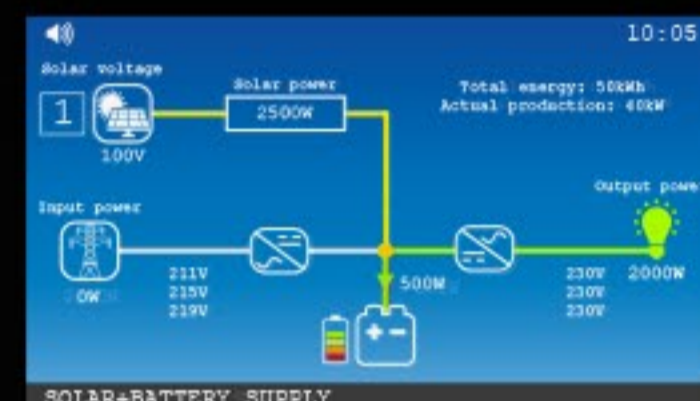 10:05
Solar voltage
1
100V
Solar power
2500W
Total energy: 50kWh
Actual production: 60kW
Input power
0W
211V
215V
219V
500W
Output powe
230V
230V
230V
2000W
SOLAR+BATTERY SUPPLY